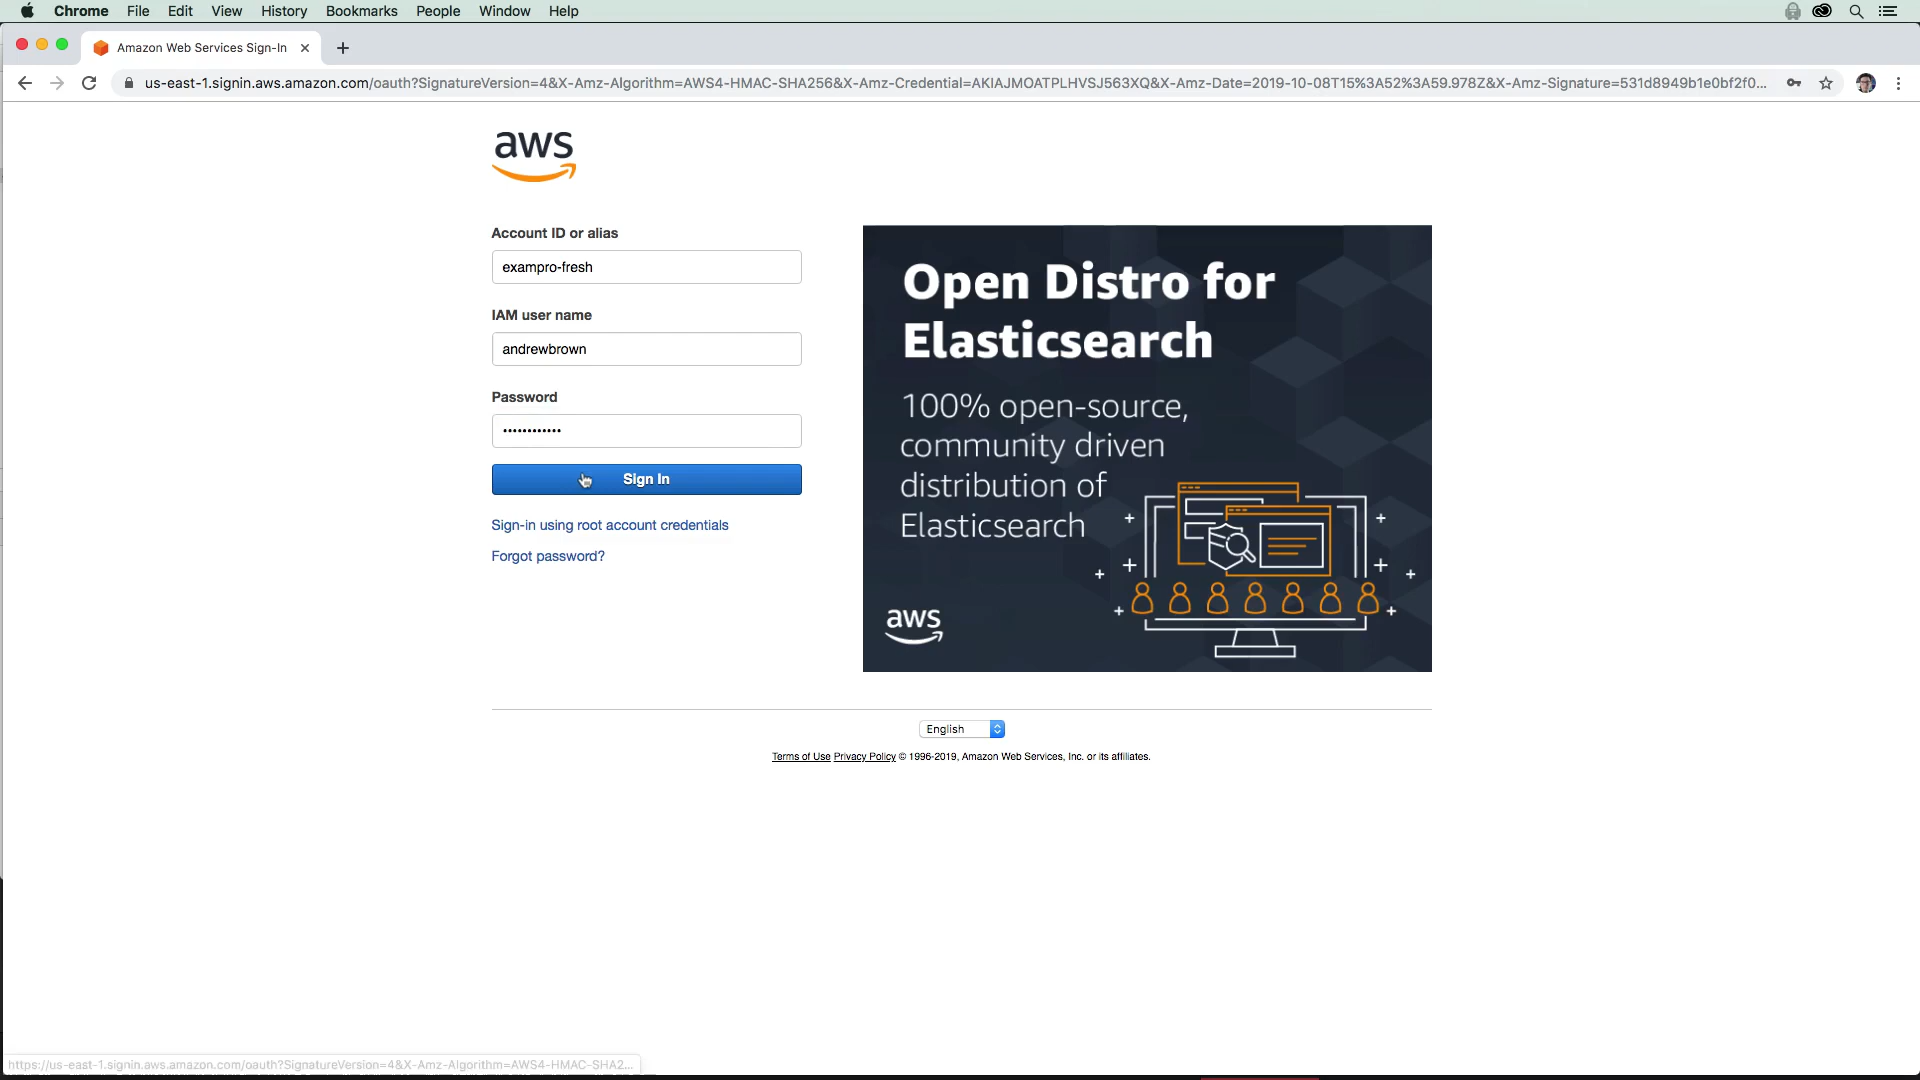 Chrome File Edit View History Bookmarks People Window Help
Amazon Web Services Sign-In
us-east-1.signin.aws.amazon.com/oauth?SignatureVersion=4&X-Amz-Algorithm=AWS4-HMAC-SHA256&X-Amz-Credential=AKIAJMOATPLHVSJ563XQ&X-Amz-Date=2019-10-08T15%3A52%3A59.978Z&X-Amz-Signature=531d8949b1e0bf2f0...
aws
Account ID or alias
exampro-fresh
IAM user name
andrewbrown
Password
••••••••••••
Sign In
Sign-in using root account credentials
Forgot password?
Open Distro for
Elasticsearch
100% open-source,
community driven
distribution of
Elasticsearch
aws
English
Terms of Use Privacy Policy © 1996-2019, Amazon Web Services, Inc. or its affiliates.
https://us-east-1.signin.aws.amazon.com/oauth?SignatureVersion=4&X-Amz-Algorithm=AWS4-HMAC-SHA2...